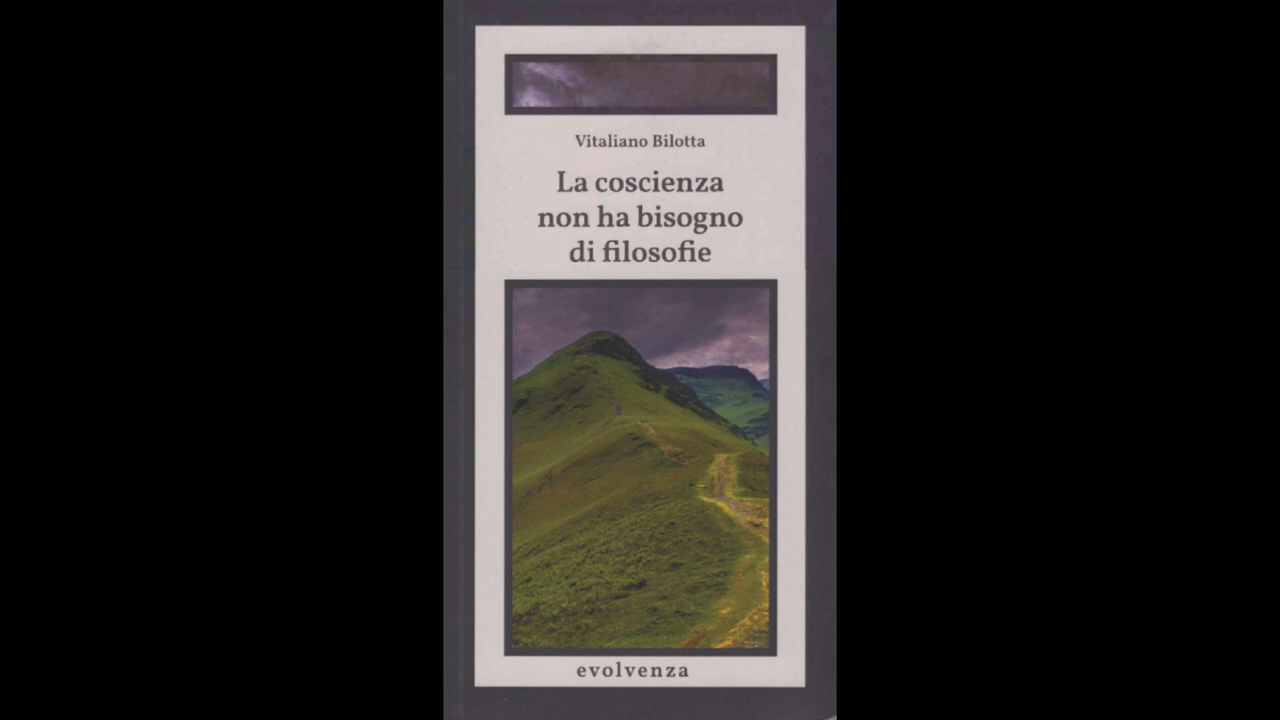 Vitaliano Bilotta
La coscienza
non ha bisogno
di filosofie
evolvenza